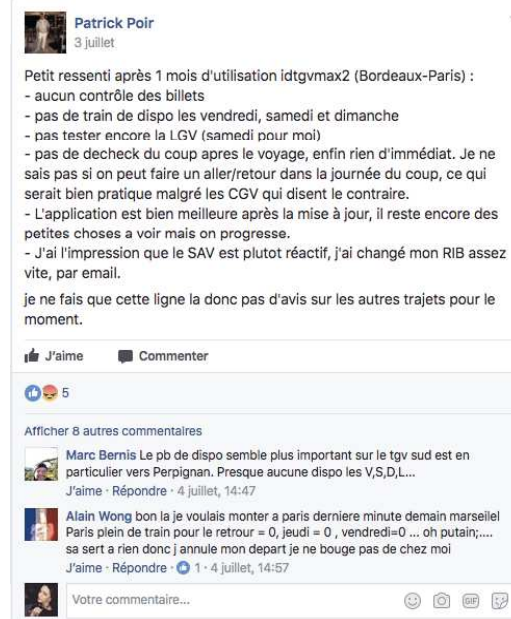 Patrick Poir
3 juillet
Petit ressenti après 1 mois d'utilisation idtgvmax2 (Bordeaux-Paris) :
- aucun contrôle des billets
- pas de train de dispo les vendredi, samedi et dimanche
- pas tester encore la LGV (samedi pour moi)
- pas de decheck du coup apres le voyage, enfin rien d'immédiat. Je ne
sais pas si on peut faire un aller/retour dans la journée du coup, ce qui
serait bien pratique malgré les CGV qui disent le contraire.
- L'application est bien meilleure après la mise à jour, il reste encore des
petites choses a voir mais on progresse.
- J'ai l'impression que le SAV est plutot réactif, j'ai changé mon RIB assez
vite, par email.
je ne fais que cette ligne la donc pas d'avis sur les autres trajets pour le
moment.
J'aime Commenter
5
Afficher 8 autres commentaires
Marc Bernis Le pb de dispo semble plus important sur le tgv sud est en
particulier vers Perpignan. Presque aucune dispo les V,S,D,L...
J'aime · Répondre · 4 juillet, 14:47
Alain Wong bon la je voulais monter a paris derniere minute demain marseilel
Paris plein de train pour le retrour = 0, jeudi = 0 , vendredi=0 ... oh putain;....
sa sert a rien donc j annule mon depart je ne bouge pas de chez moi
J'aime · Répondre · 1 · 4 juillet, 14:57
Votre commentaire...
GIF